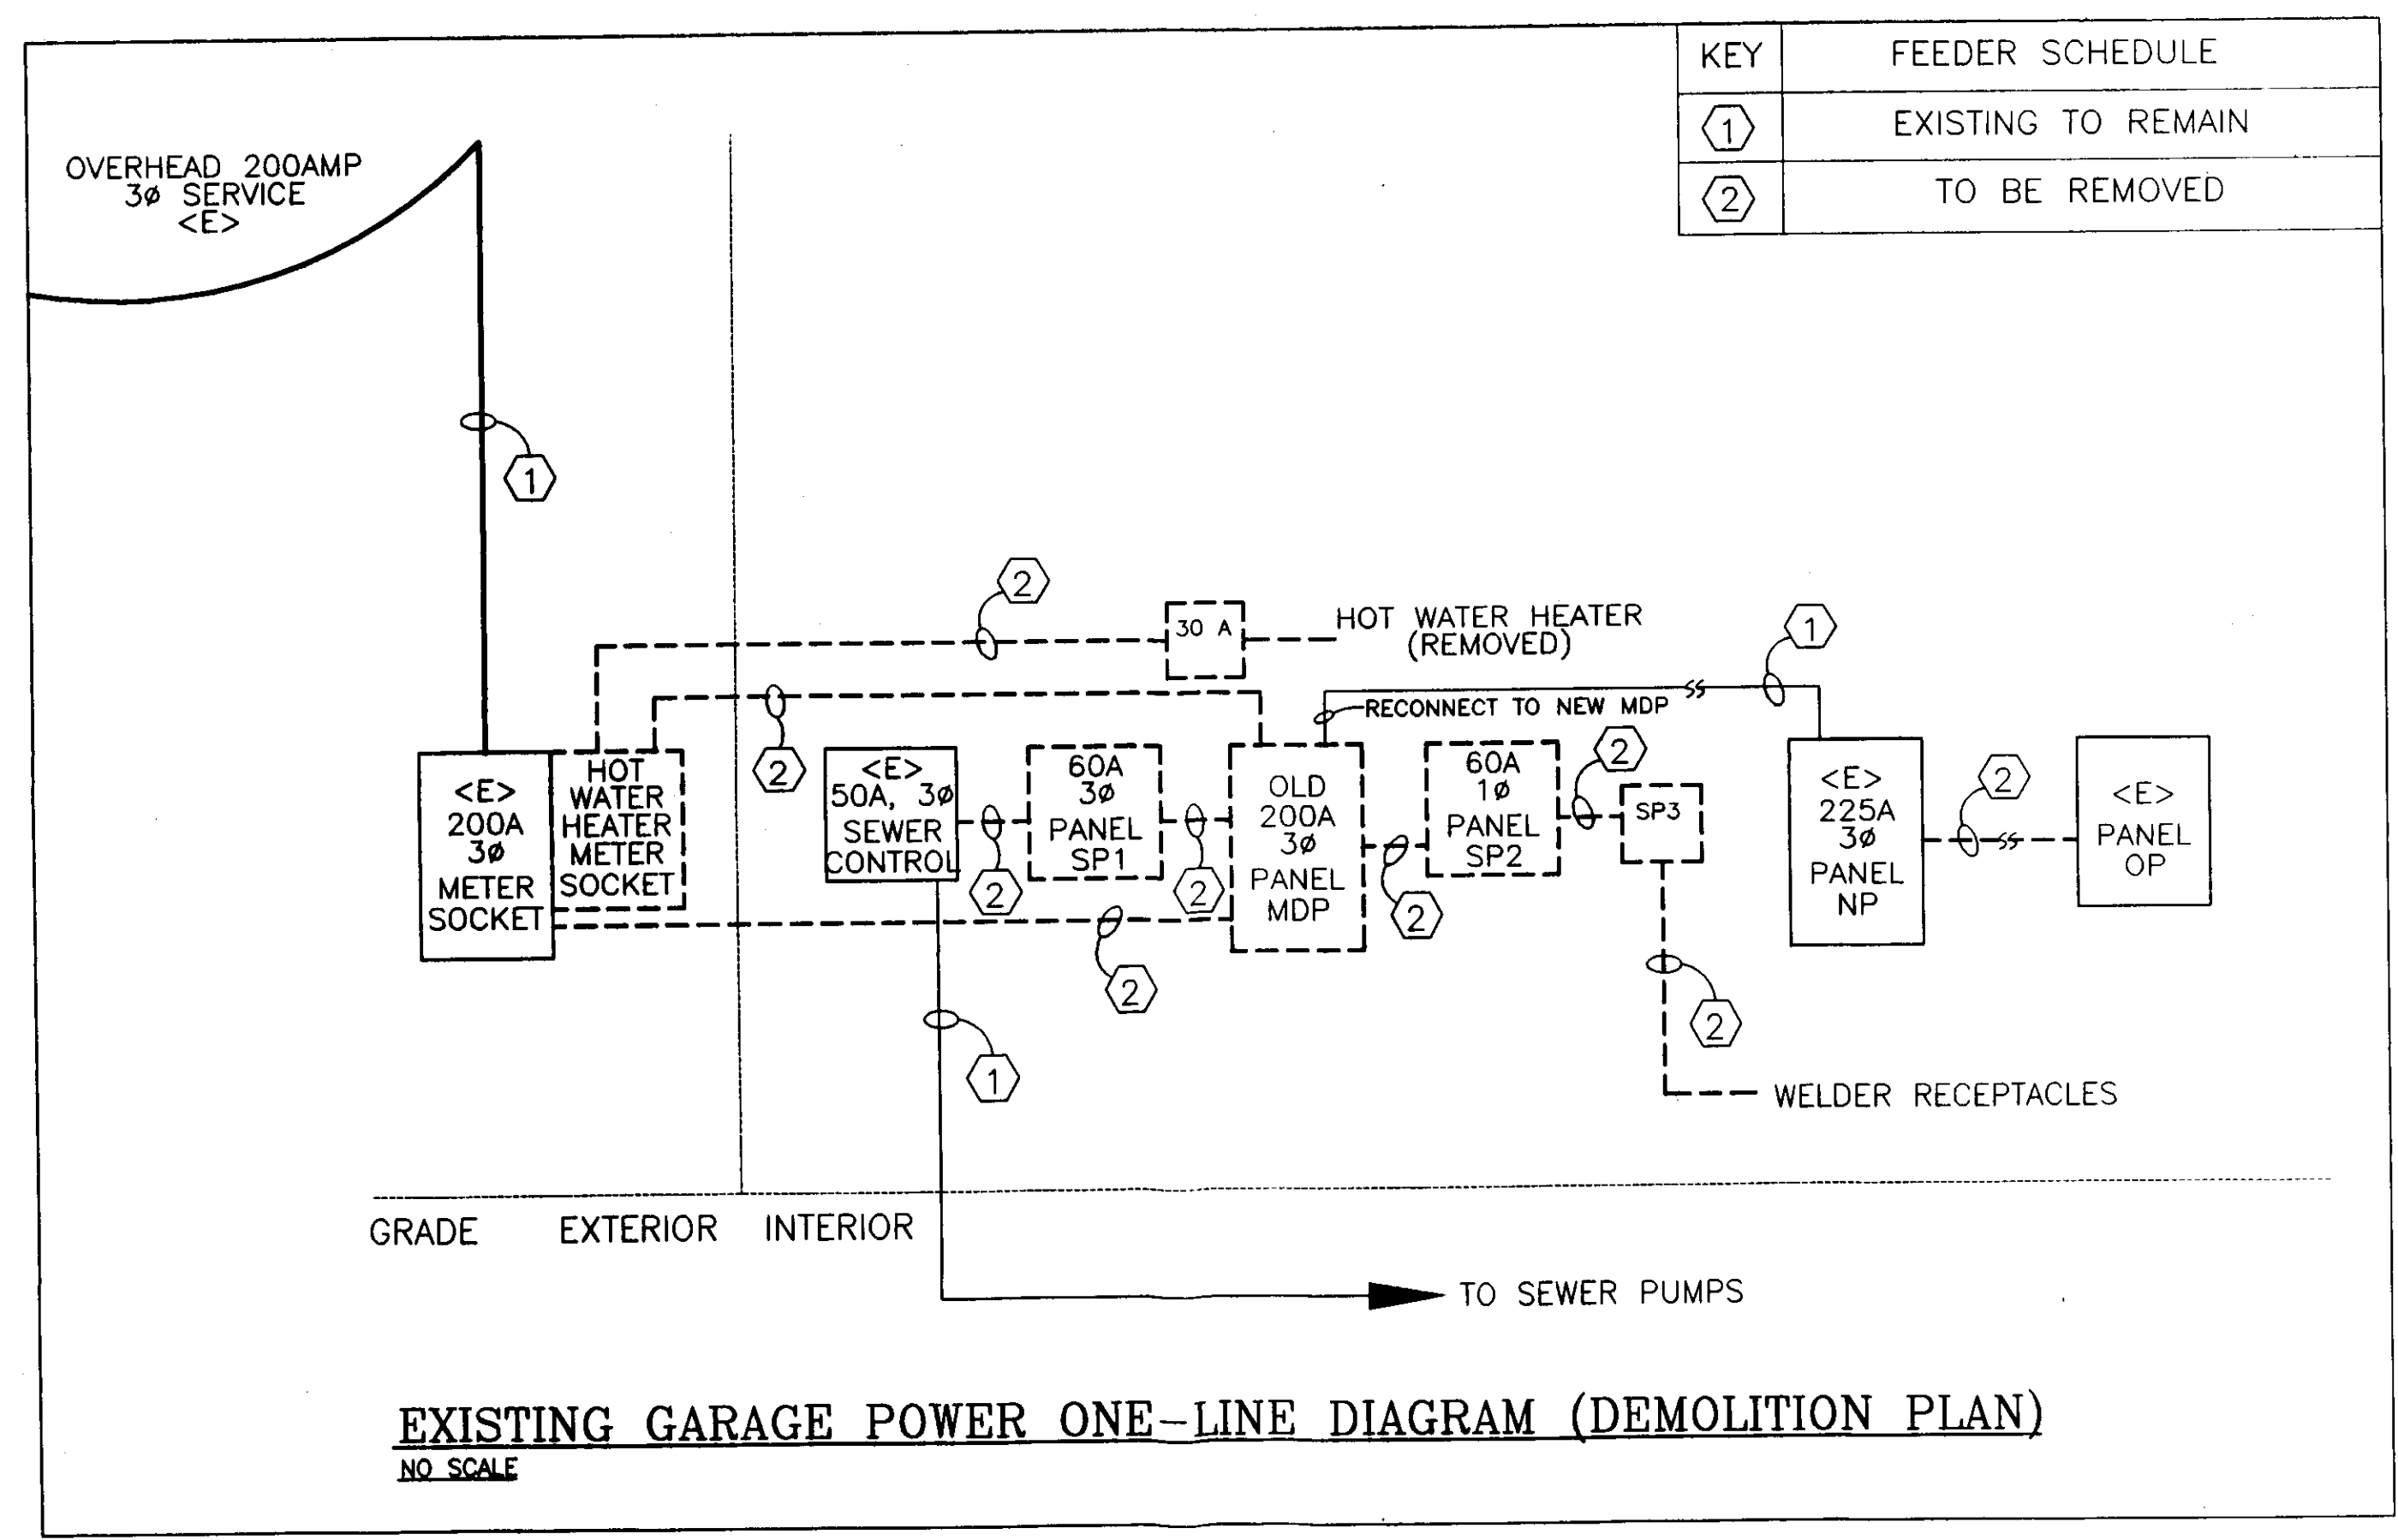 KEY FEEDER SCHEDULE
1 EXISTING TO REMAIN
2 TO BE REMOVED
OVERHEAD 200AMP
3ø SERVICE
<E>
1
2
30 A
HOT WATER HEATER
(REMOVED)
1
RECONNECT TO NEW MDP
2
<E>
200A
3ø
METER
SOCKET
HOT
WATER
HEATER
METER
SOCKET
2
<E>
50A, 3ø
SEWER
CONTROL
2
60A
3ø
PANEL
SP1
2
OLD
200A
3ø
PANEL
MDP
2
60A
1ø
PANEL
SP2
SP3
<E>
225A
3ø
PANEL
NP
2
<E>
PANEL
OP
2
2
1
WELDER RECEPTACLES
GRADE EXTERIOR INTERIOR
TO SEWER PUMPS
EXISTING GARAGE POWER ONE-LINE DIAGRAM (DEMOLITION PLAN)
NO SCALE